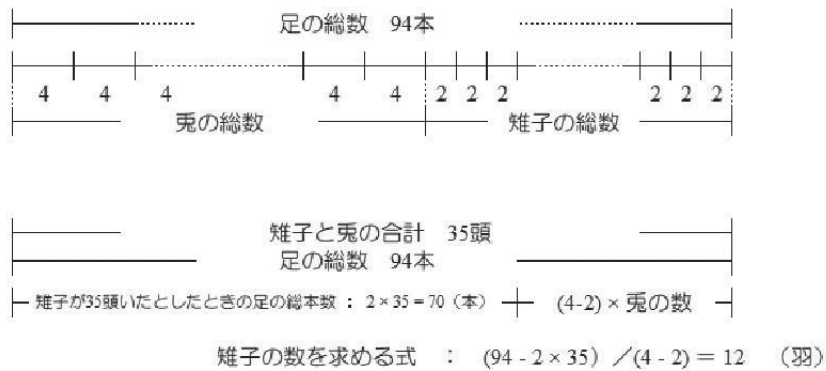 足の総数 94本
4 4 4 4 4 2 2 2 2 2 2
兎の総数 雉子の総数
雉子と兎の合計 35頭
足の総数 94本
雉子が35頭いたとしたときの足の総本数 : 2 × 35 = 70 (本) (4-2) × 兎の数
雉子の数を求める式 : (94 - 2 × 35) /(4 - 2) = 12 (羽)